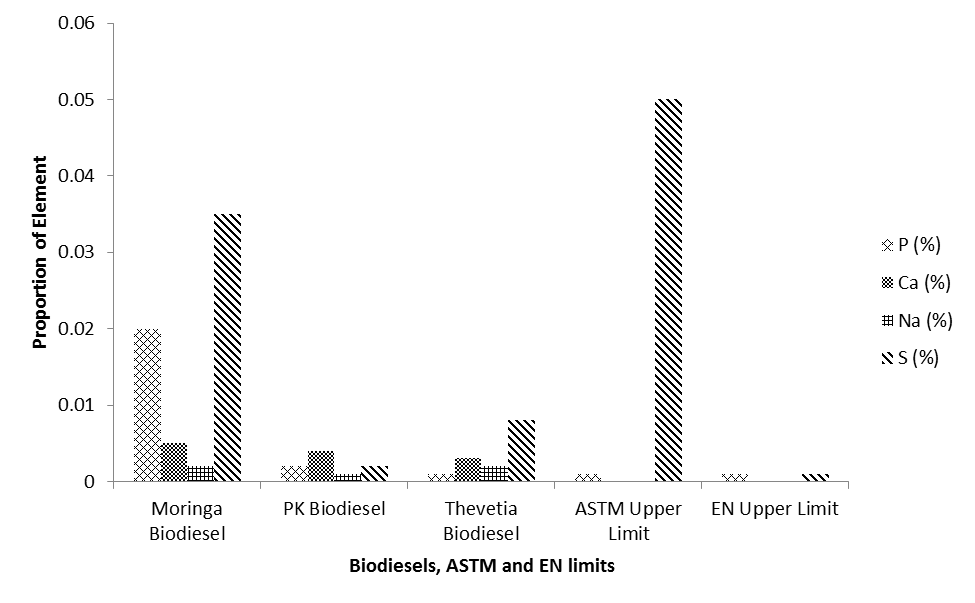 0.06
0.05
0.04
0.03
0.02
0.01
0
Proportion of Element
Moringa
Biodiesel
PK Biodiesel
Thevetia
Biodiesel
ASTM Upper
Limit
EN Upper Limit
Biodiesels, ASTM and EN limits
P (%)
Ca (%)
Na (%)
S (%)